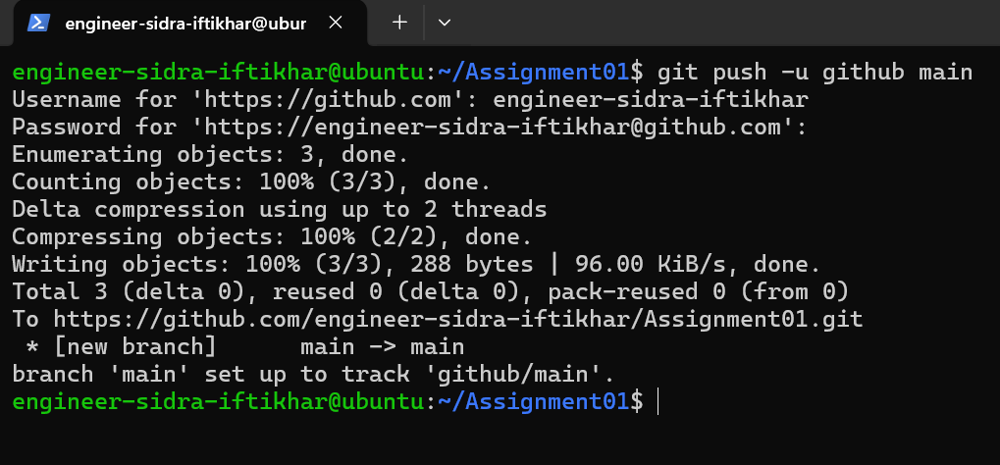 engineer-sidra-iftikhar@ubur
engineer-sidra-iftikhar@ubuntu:~/Assignment01$ git push -u github main
Username for 'https://github.com': engineer-sidra-iftikhar
Password for 'https://engineer-sidra-iftikhar@github.com':
Enumerating objects: 3, done.
Counting objects: 100% (3/3), done.
Delta compression using up to 2 threads
Compressing objects: 100% (2/2), done.
Writing objects: 100% (3/3), 288 bytes | 96.00 KiB/s, done.
Total 3 (delta 0), reused 0 (delta 0), pack-reused 0 (from 0)
To https://github.com/engineer-sidra-iftikhar/Assignment01.git
 * [new branch]      main -> main
branch 'main' set up to track 'github/main'.
engineer-sidra-iftikhar@ubuntu:~/Assignment01$